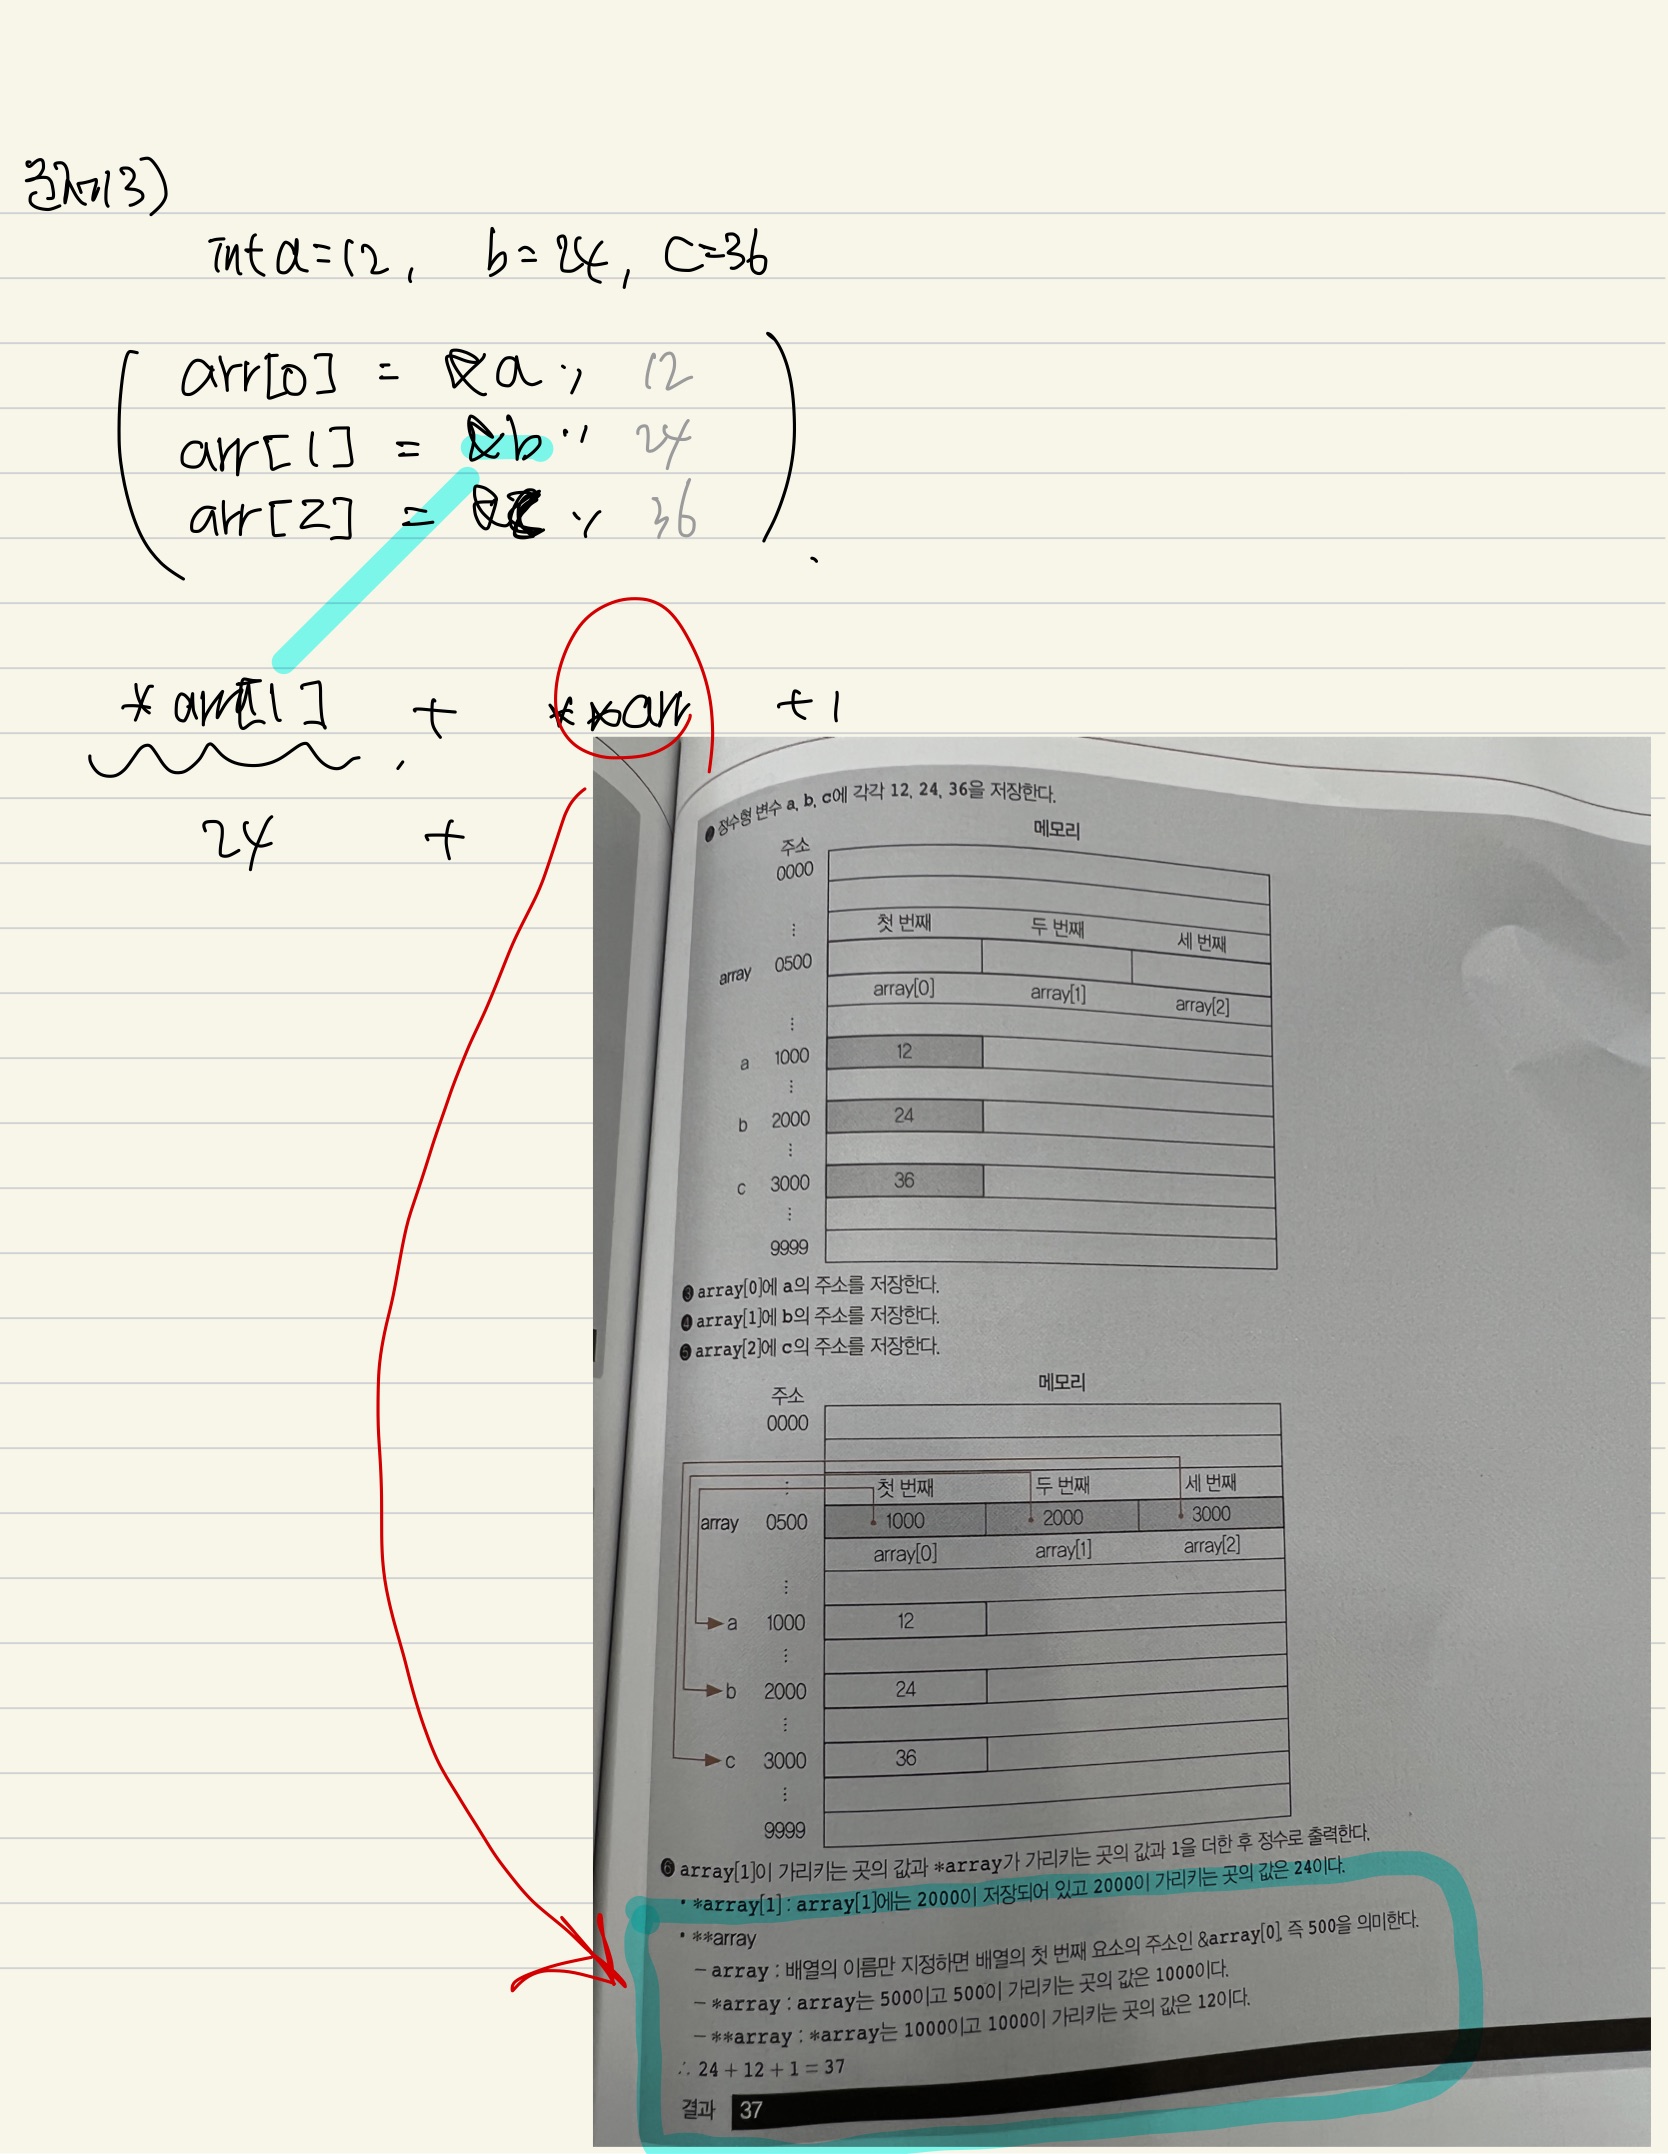 문제3)
int a=12, b=24, c=36
arr[0] = &a; 12
arr[1] = &b; 24
arr[2] = &c; 36
*arr[1] + **arr +1
24 +
❷ 정수형 변수 a, b, c에 각각 12, 24, 36을 저장한다.
주소 메모리
0000
⋮ 첫 번째 두 번째 세 번째
array 0500
array[0] array[1] array[2]
⋮
a 1000 12
⋮
b 2000 24
⋮
c 3000 36
⋮
9999
❸ array[0]에 a의 주소를 저장한다.
❹ array[1]에 b의 주소를 저장한다.
❺ array[2]에 c의 주소를 저장한다.
주소 메모리
0000
⋮ 첫 번째 두 번째 세 번째
array 0500 1000 2000 3000
array[0] array[1] array[2]
⋮
a 1000 12
⋮
b 2000 24
⋮
c 3000 36
⋮
9999
❻ array[1]이 가리키는 곳의 값과 *array가 가리키는 곳의 값과 1을 더한 후 정수로 출력한다.
• *array[1] : array[1]에는 2000이 저장되어 있고 2000이 가리키는 곳의 값은 24이다.
• **array
– array : 배열의 이름만 지정하면 배열의 첫 번째 요소의 주소인 &array[0], 즉 500을 의미한다.
– *array : array는 500이고 500이 가리키는 곳의 값은 1000이다.
– **array : *array는 1000이고 1000이 가리키는 곳의 값은 12이다.
∴ 24 + 12 + 1 = 37
결과 37